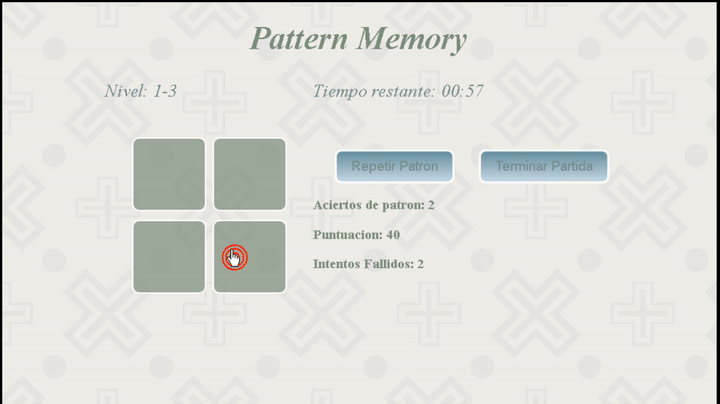 Pattern Memory
Nivel: 1-3
Tiempo restante: 00:57
Repetir Patron
Terminar Partida
Aciertos de patron: 2
Puntuacion: 40
Intentos Fallidos: 2